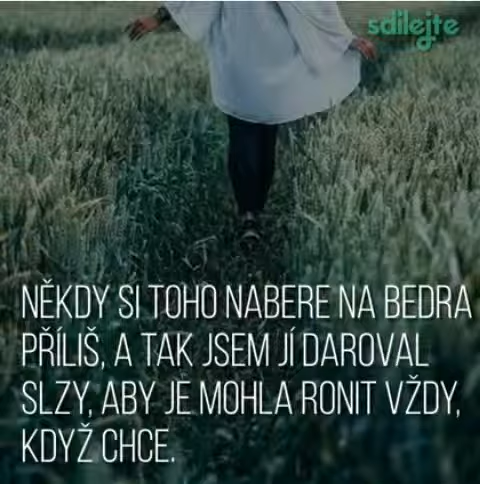 sdilejte
NĚKDY SI TOHO NABERE NA BEDRA
PŘÍLIŠ, A TAK JSEM JÍ DAROVAL
SLZY, ABY JE MOHLA RONIT VŽDY,
KDYŽ CHCE.